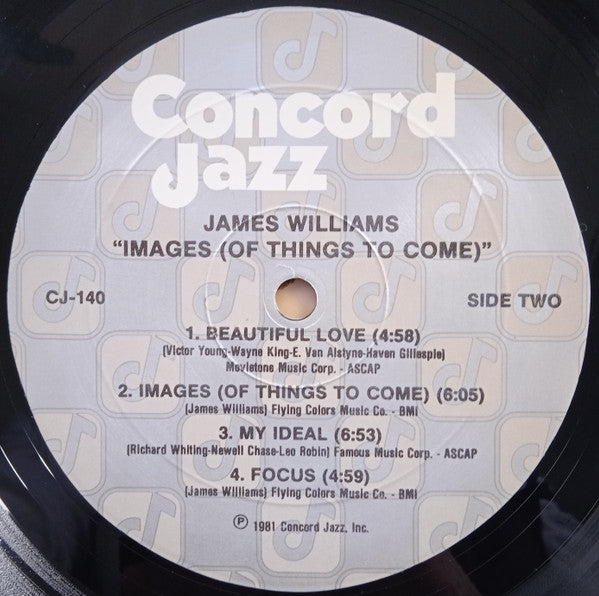 Concord
Jazz
JAMES WILLIAMS
"IMAGES (OF THINGS TO COME)"
CJ-140
SIDE TWO
1. BEAUTIFUL LOVE (4:58)
(Victor Young-Wayne King-E. Van Alstyne-Haven Gillespie)
Movietone Music Corp. - ASCAP
2. IMAGES (OF THINGS TO COME) (6:05)
(James Williams) Flying Colors Music Co. - BMI
3. MY IDEAL (6:53)
(Richard Whiting-Newell Chase-Leo Robin) Famous Music Corp. - ASCAP
4. FOCUS (4:59)
(James Williams) Flying Colors Music Co. - BMI
℗ 1981 Concord Jazz, Inc.